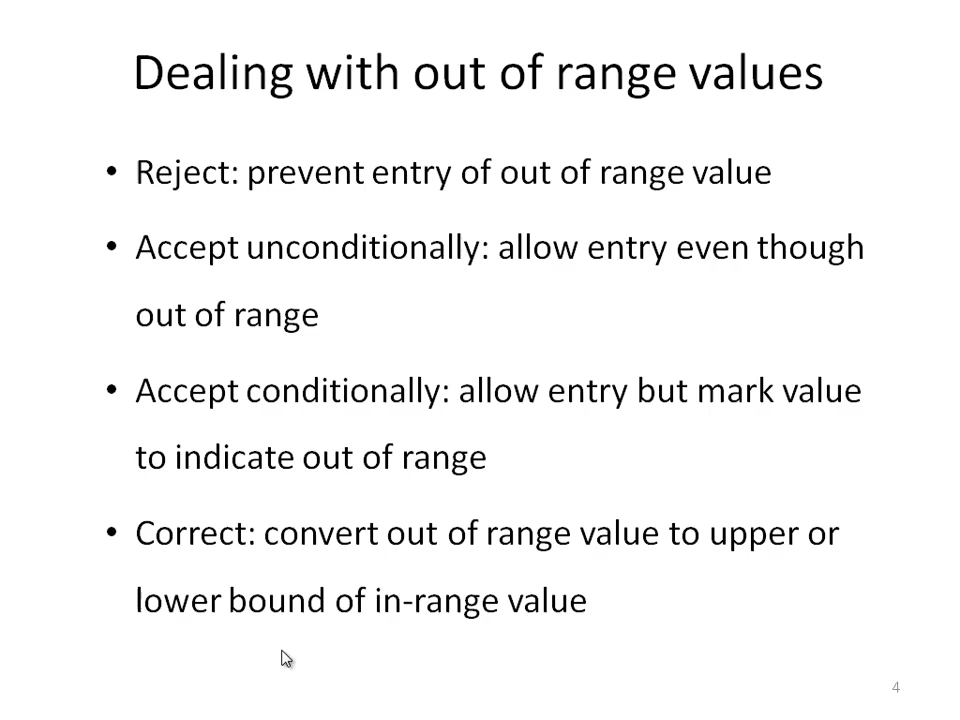 Dealing with out of range values
• Reject: prevent entry of out of range value
• Accept unconditionally: allow entry even though
out of range
• Accept conditionally: allow entry but mark value
to indicate out of range
• Correct: convert out of range value to upper or
lower bound of in-range value
4